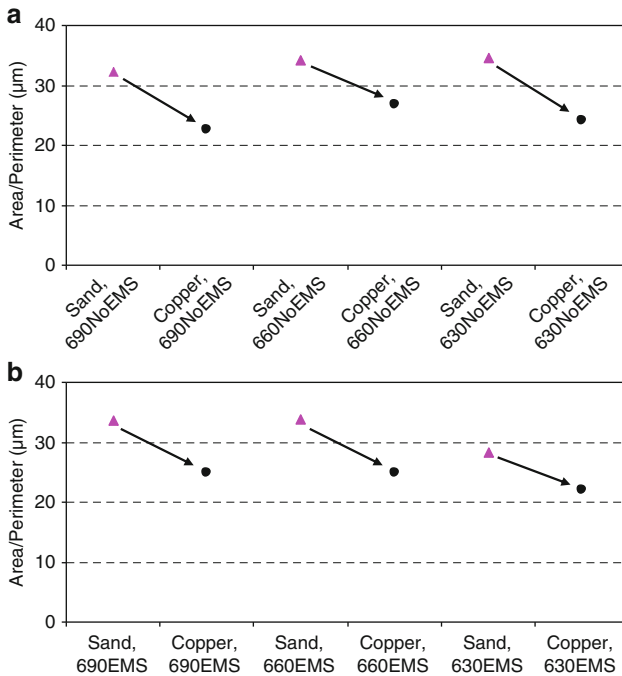 a
Area/Perimeter (µm)
40
30
20
10
0
Sand,
690NoEMS
Copper,
690NoEMS
Sand,
660NoEMS
Copper,
660NoEMS
Sand,
630NoEMS
Copper,
630NoEMS
b
Area/Perimeter (µm)
40
30
20
10
0
Sand,
690EMS
Copper,
690EMS
Sand,
660EMS
Copper,
660EMS
Sand,
630EMS
Copper,
630EMS